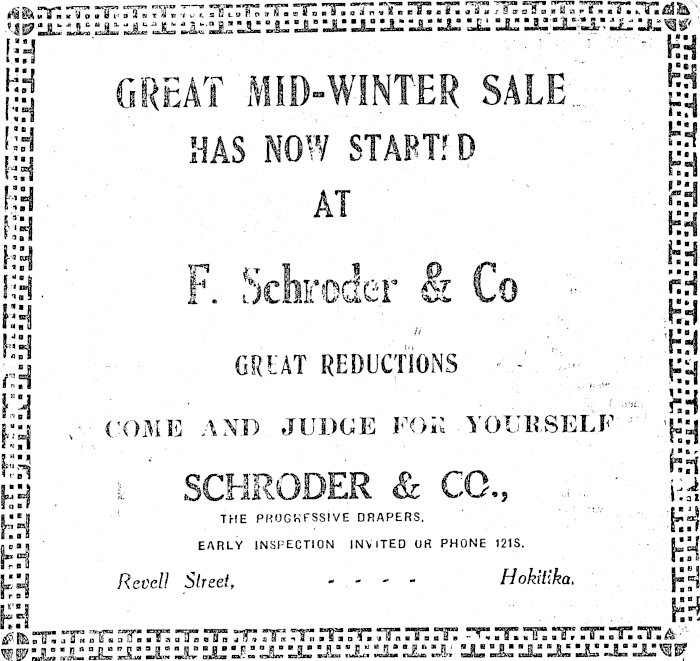 GREAT MID-WINTER SALE
HAS NOW STARTED
AT
F. Schroder & Co
GREAT REDUCTIONS
COME AND JUDGE FOR YOURSELF
SCHRODER & CO.,
THE PROGRESSIVE DRAPERS.
EARLY INSPECTION INVITED OR PHONE 121S.
Revell Street, - - - - Hokitika.